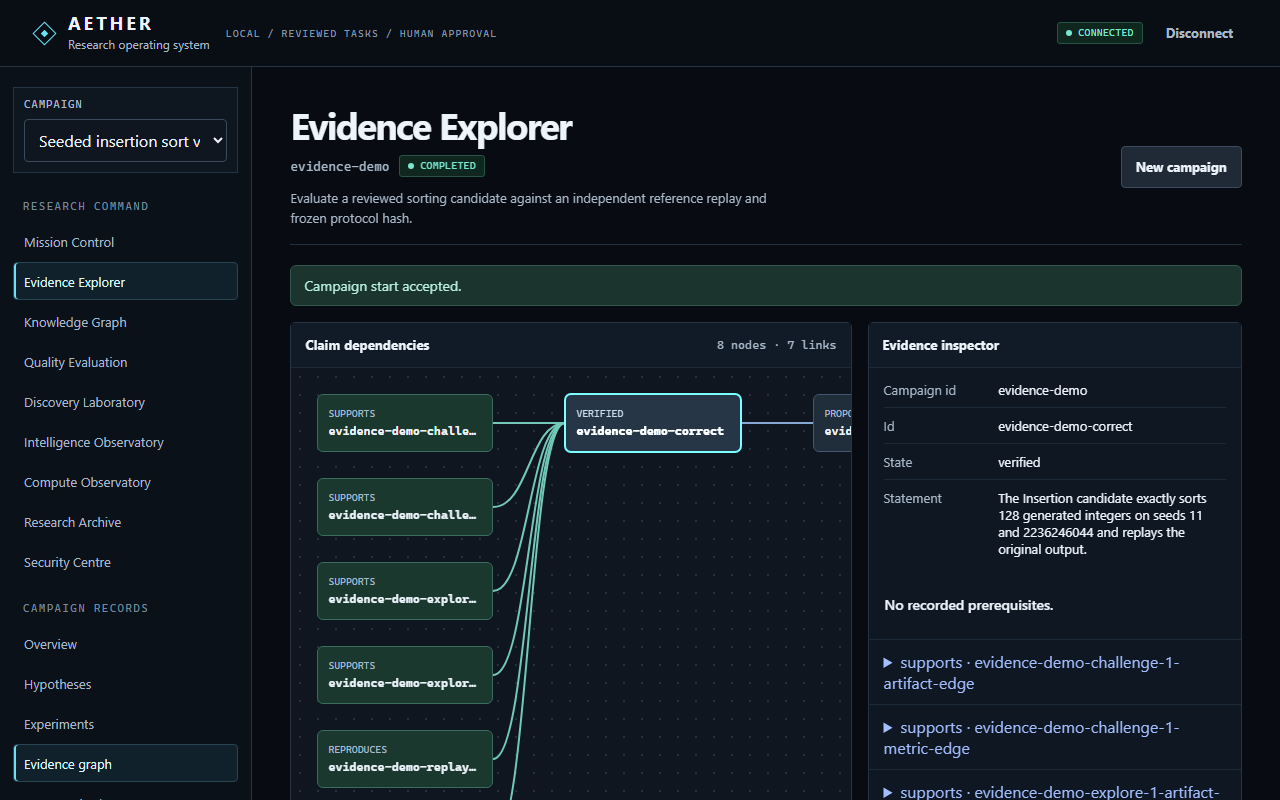 AETHER
Research operating system
LOCAL / REVIEWED TASKS / HUMAN APPROVAL
CONNECTED
Disconnect
CAMPAIGN
Seeded insertion sort v
RESEARCH COMMAND
Mission Control
Evidence Explorer
Knowledge Graph
Quality Evaluation
Discovery Laboratory
Intelligence Observatory
Compute Observatory
Research Archive
Security Centre
CAMPAIGN RECORDS
Overview
Hypotheses
Experiments
Evidence graph
Evidence Explorer
evidence-demo
COMPLETED
Evaluate a reviewed sorting candidate against an independent reference replay and
frozen protocol hash.
New campaign
Campaign start accepted.
Claim dependencies
8 nodes · 7 links
SUPPORTS
evidence-demo-challe…
SUPPORTS
evidence-demo-challe…
SUPPORTS
evidence-demo-explor…
SUPPORTS
evidence-demo-explor…
REPRODUCES
evidence-demo-replay…
VERIFIED
evidence-demo-correct
PROPO
evid
Evidence inspector
Campaign id evidence-demo
Id evidence-demo-correct
State verified
Statement The Insertion candidate exactly sorts
128 generated integers on seeds 11
and 2236246044 and replays the
original output.
No recorded prerequisites.
supports · evidence-demo-challenge-1-
artifact-edge
supports · evidence-demo-challenge-1-
metric-edge
supports · evidence-demo-explore-1-artifact-